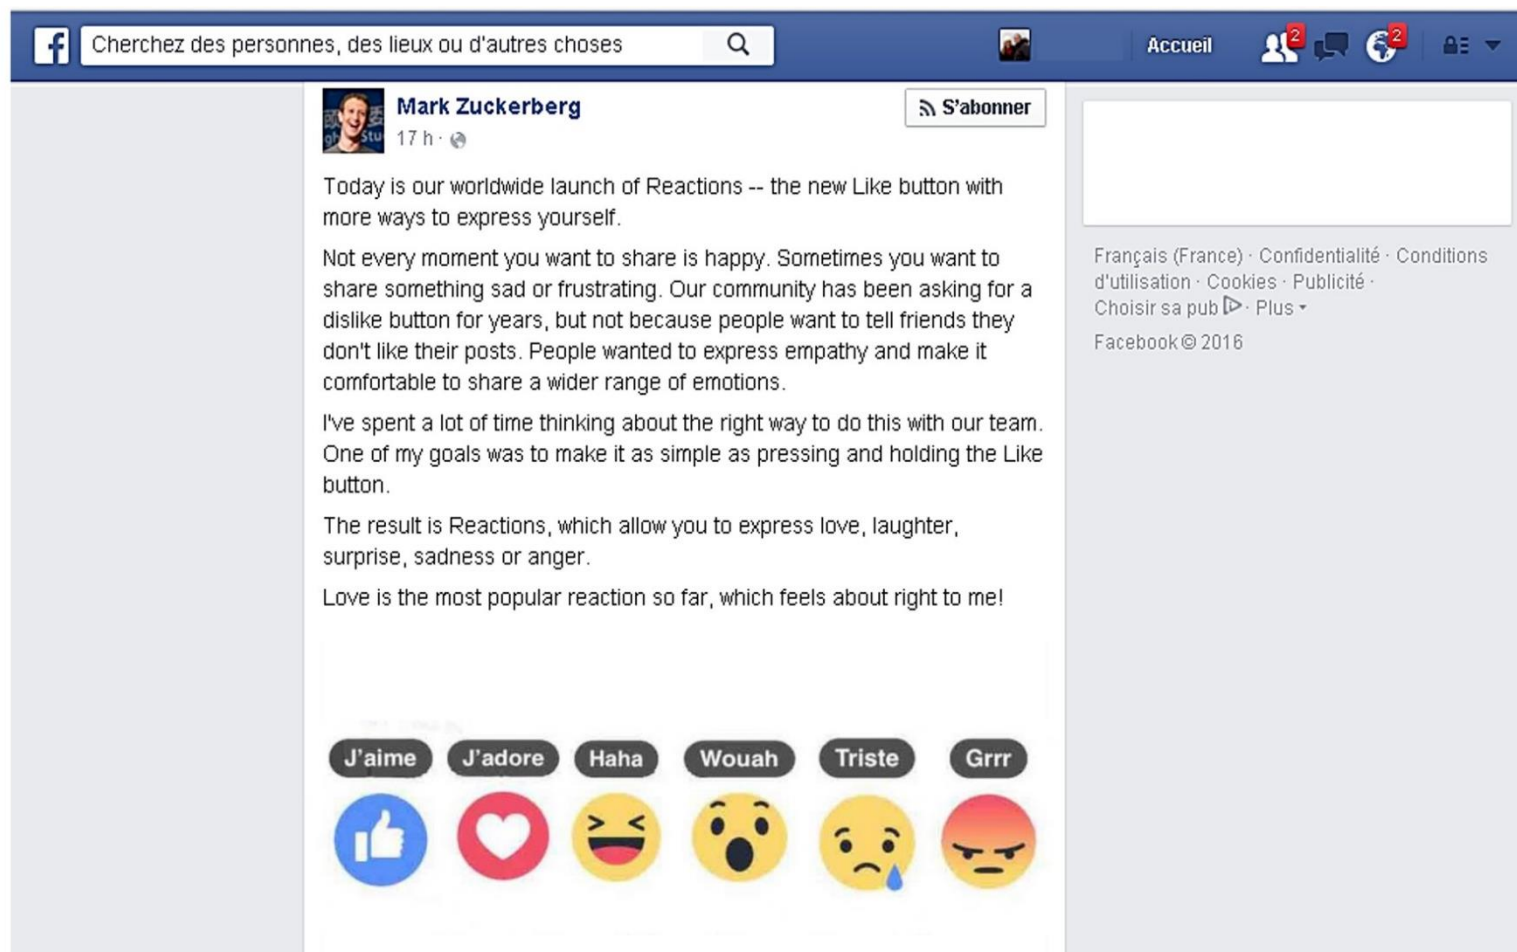 f
Cherchez des personnes, des lieux ou d'autres choses
Accueil
2
2
Mark Zuckerberg
S'abonner
17 h ·
Today is our worldwide launch of Reactions -- the new Like button with
more ways to express yourself.
Not every moment you want to share is happy. Sometimes you want to
share something sad or frustrating. Our community has been asking for a
dislike button for years, but not because people want to tell friends they
don't like their posts. People wanted to express empathy and make it
comfortable to share a wider range of emotions.
I've spent a lot of time thinking about the right way to do this with our team.
One of my goals was to make it as simple as pressing and holding the Like
button.
The result is Reactions, which allow you to express love, laughter,
surprise, sadness or anger.
Love is the most popular reaction so far, which feels about right to me!
J'aime
J'adore
Haha
Wouah
Triste
Grrr
Français (France) · Confidentialité · Conditions
d'utilisation · Cookies · Publicité ·
Choisir sa pub · Plus
Facebook © 2016